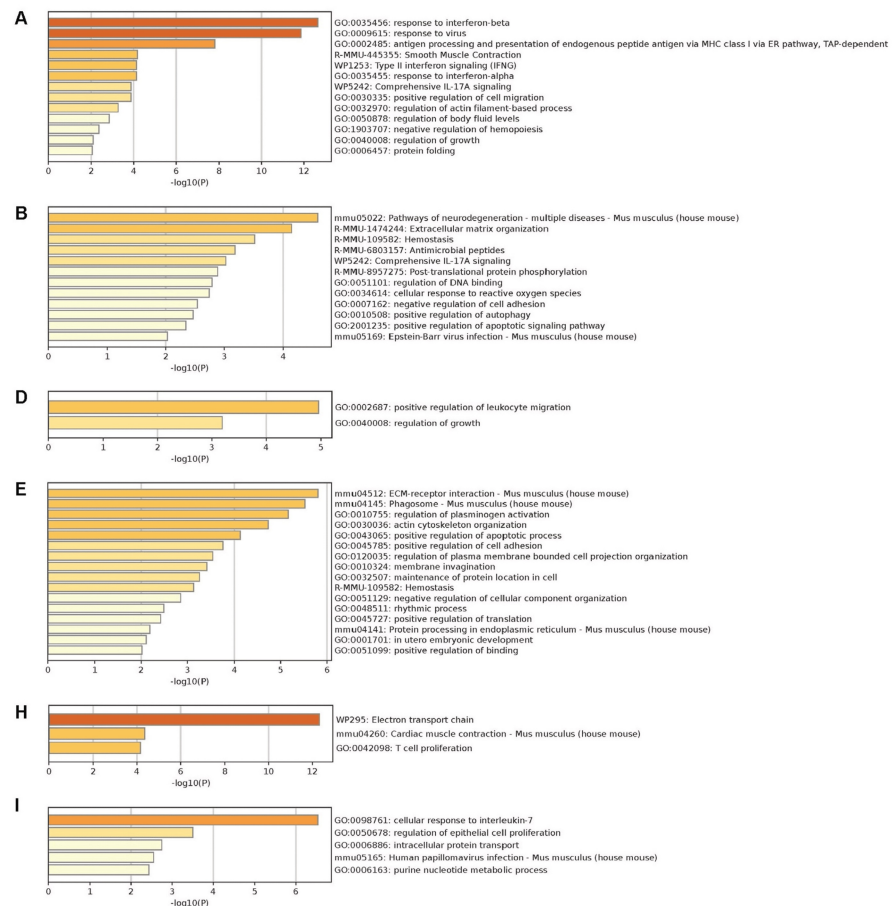 A
GO:0035456: response to interferon-beta
GO:0009615: response to virus
GO:0002485: antigen processing and presentation of endogenous peptide antigen via MHC class I via ER pathway, TAP-dependent
R-MMU-445355: Smooth Muscle Contraction
WP1253: Type II interferon signaling (IFNG)
GO:0035455: response to interferon-alpha
WP5242: Comprehensive IL-17A signaling
GO:0030335: positive regulation of cell migration
GO:0032970: regulation of actin filament-based process
GO:0050878: regulation of body fluid levels
GO:1903707: negative regulation of hemopoiesis
GO:0040008: regulation of growth
GO:0006457: protein folding
0 2 4 6 8 10 12
-log10(P)
B
mmu05022: Pathways of neurodegeneration - multiple diseases - Mus musculus (house mouse)
R-MMU-1474244: Extracellular matrix organization
R-MMU-109582: Hemostasis
R-MMU-6803157: Antimicrobial peptides
WP5242: Comprehensive IL-17A signaling
R-MMU-8957275: Post-translational protein phosphorylation
GO:0051101: regulation of DNA binding
GO:0034614: cellular response to reactive oxygen species
GO:0007162: negative regulation of cell adhesion
GO:0010508: positive regulation of autophagy
GO:2001235: positive regulation of apoptotic signaling pathway
mmu05169: Epstein-Barr virus infection - Mus musculus (house mouse)
0 1 2 3 4
-log10(P)
D
GO:0002687: positive regulation of leukocyte migration
GO:0040008: regulation of growth
0 1 2 3 4 5
-log10(P)
E
mmu04512: ECM-receptor interaction - Mus musculus (house mouse)
mmu04145: Phagosome - Mus musculus (house mouse)
GO:0010755: regulation of plasminogen activation
GO:0030036: actin cytoskeleton organization
GO:0043065: positive regulation of apoptotic process
GO:0045785: positive regulation of cell adhesion
GO:0120035: regulation of plasma membrane bounded cell projection organization
GO:0010324: membrane invagination
GO:0032507: maintenance of protein location in cell
R-MMU-109582: Hemostasis
GO:0051129: negative regulation of cellular component organization
GO:0048511: rhythmic process
GO:0045727: positive regulation of translation
mmu04141: Protein processing in endoplasmic reticulum - Mus musculus (house mouse)
GO:0001701: in utero embryonic development
GO:0051099: positive regulation of binding
0 1 2 3 4 5 6
-log10(P)
H
WP295: Electron transport chain
mmu04260: Cardiac muscle contraction - Mus musculus (house mouse)
GO:0042098: T cell proliferation
0 2 4 6 8 10 12
-log10(P)
I
GO:0098761: cellular response to interleukin-7
GO:0050678: regulation of epithelial cell proliferation
GO:0006886: intracellular protein transport
mmu05165: Human papillomavirus infection - Mus musculus (house mouse)
GO:0006163: purine nucleotide metabolic process
0 1 2 3 4 5 6
-log10(P)